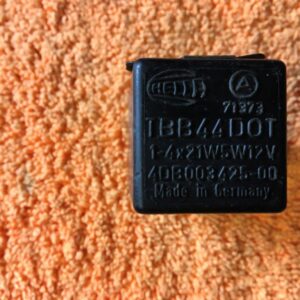 HELLA
A
71373
TBB44DOT
1-4x21W5W12V
4DB003425-00
Made in Germany